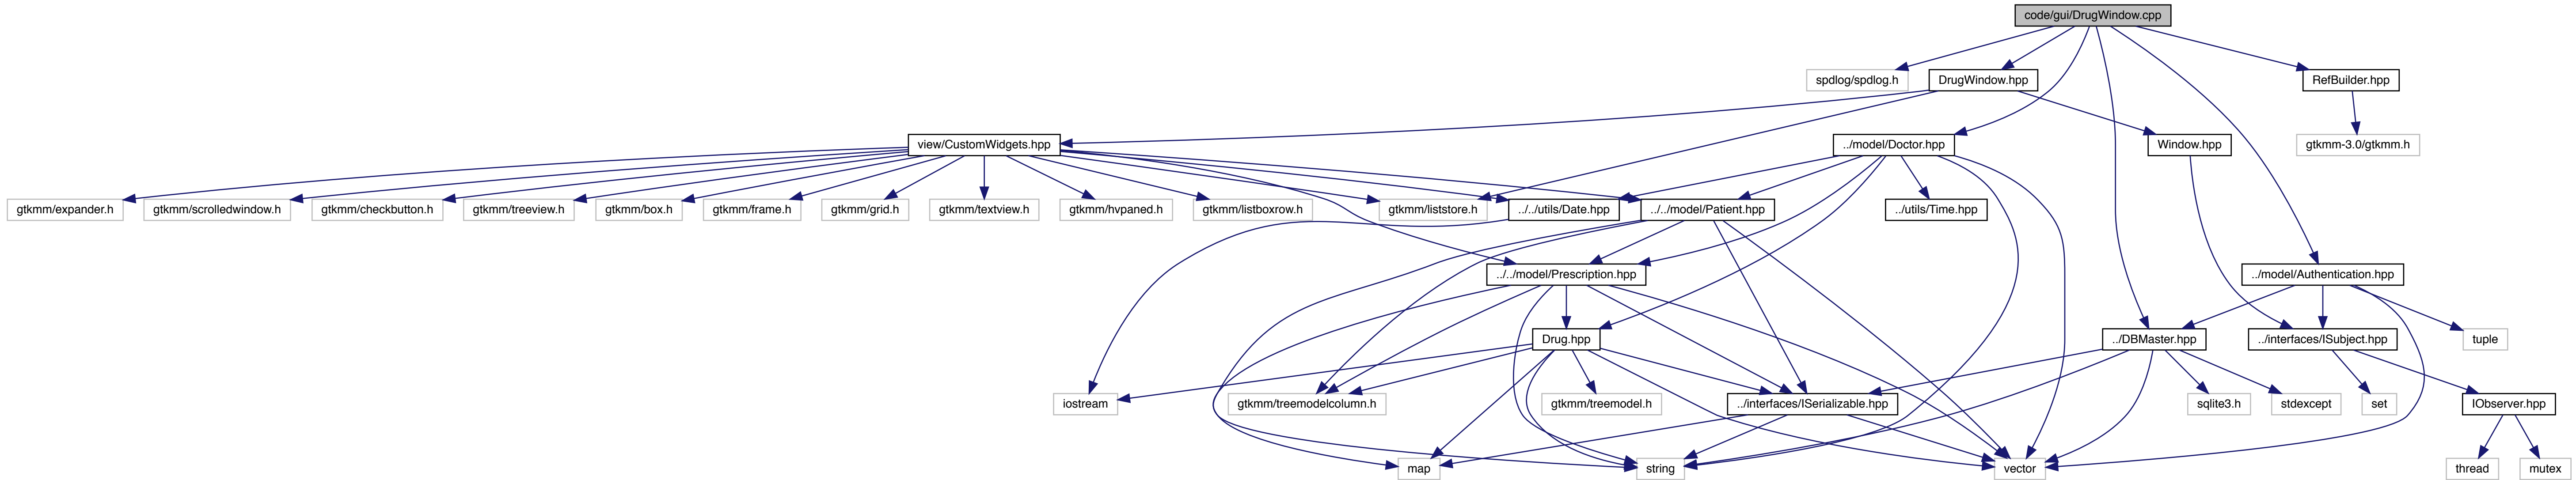 code/gui/DrugWindow.cpp
spdlog/spdlog.h
DrugWindow.hpp
RefBuilder.hpp
view/CustomWidgets.hpp
../model/Doctor.hpp
Window.hpp
gtkmm-3.0/gtkmm.h
gtkmm/expander.h
gtkmm/scrolledwindow.h
gtkmm/checkbutton.h
gtkmm/treeview.h
gtkmm/box.h
gtkmm/frame.h
gtkmm/grid.h
gtkmm/textview.h
gtkmm/hvpaned.h
gtkmm/listboxrow.h
gtkmm/liststore.h
../../utils/Date.hpp
../../model/Patient.hpp
../utils/Time.hpp
../../model/Prescription.hpp
../model/Authentication.hpp
Drug.hpp
../DBMaster.hpp
../interfaces/ISubject.hpp
tuple
iostream
gtkmm/treemodelcolumn.h
gtkmm/treemodel.h
../interfaces/ISerializable.hpp
sqlite3.h
stdexcept
set
IObserver.hpp
map
string
vector
thread
mutex